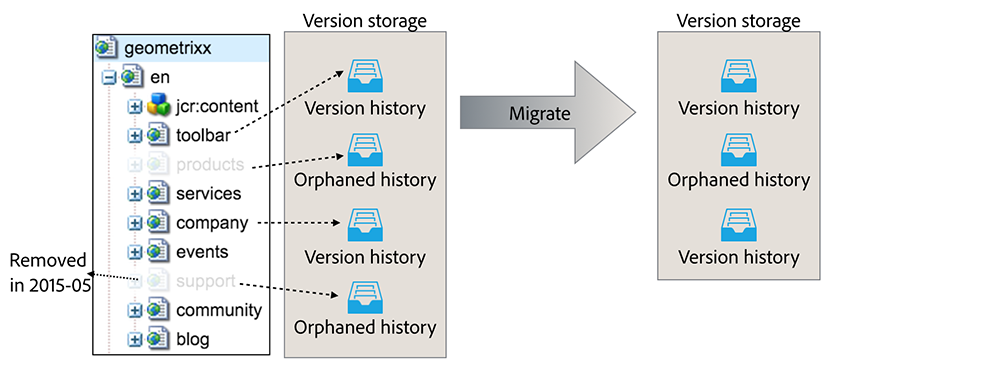 Version storage
Version storage
geometrixx
en
jcr:content
toolbar
products
services
company
events
support
community
blog
Removed
in 2015-05
Version history
Orphaned history
Version history
Orphaned history
Migrate
Version history
Orphaned history
Version history